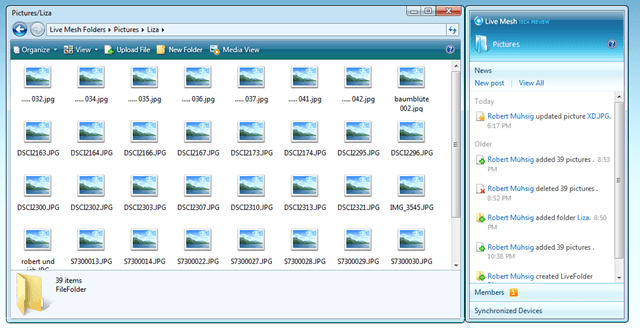 Pictures/Liza
Live Mesh Folders ▸ Pictures ▸ Liza ▸
Organize View Upload File New Folder Media View
..... 032.jpg ..... 034.jpg ..... 035.jpg ..... 036.jpg ..... 037.jpg ..... 041.jpg ..... 042.jpg baumblüte
002.jpg
DSCI2163.JPG DSCI2164.JPG DSCI2166.JPG DSCI2167.JPG DSCI2173.JPG DSCI2174.JPG DSCI2295.JPG DSCI2296.JPG
DSCI2300.JPG DSCI2302.JPG DSCI2303.JPG DSCI2307.JPG DSCI2310.JPG DSCI2313.JPG DSCI2321.JPG IMG_3545.JPG
robert und S7300013.JPG S7300014.JPG S7300022.JPG S7300027.JPG S7300028.JPG S7300029.JPG S7300030.JPG
39 items
FileFolder
Live Mesh TECH PREVIEW
Pictures
News
New post | View All
Today
Robert Mühsig updated picture XD.JPG.
6:17 PM
Older
Robert Mühsig added 39 pictures . 8:53
PM
Robert Mühsig deleted 39 pictures .
8:52 PM
Robert Mühsig added folder Liza. 8:50
PM
Robert Mühsig added 39 pictures .
10:38 PM
Robert Mühsig created LiveFolder
Members 1
Synchronized Devices